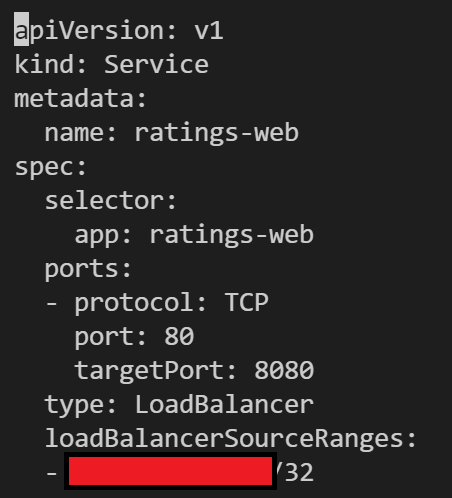 apiVersion: v1
kind: Service
metadata:
  name: ratings-web
spec:
  selector:
    app: ratings-web
  ports:
  - protocol: TCP
    port: 80
    targetPort: 8080
  type: LoadBalancer
  loadBalancerSourceRanges:
  - /32